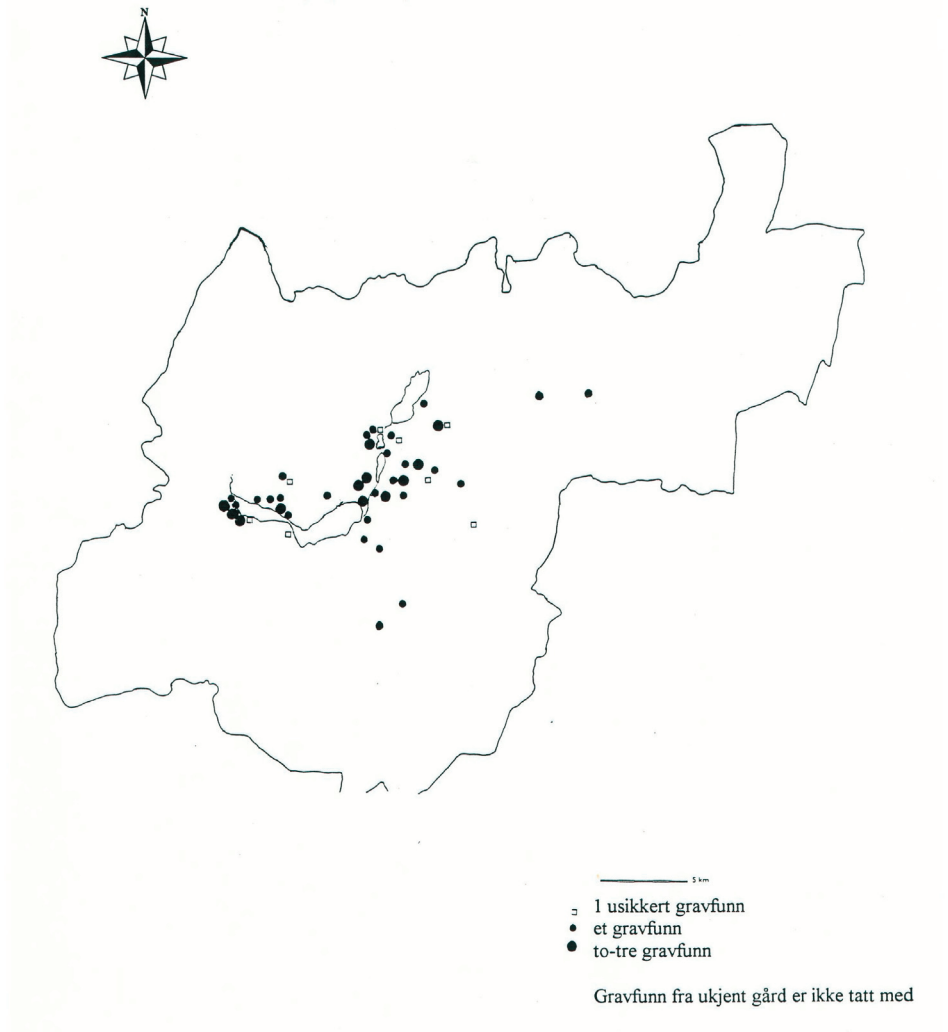 N
5 km
1 usikkert gravfunn
et gravfunn
to-tre gravfunn
Gravfunn fra ukjent gård er ikke tatt med